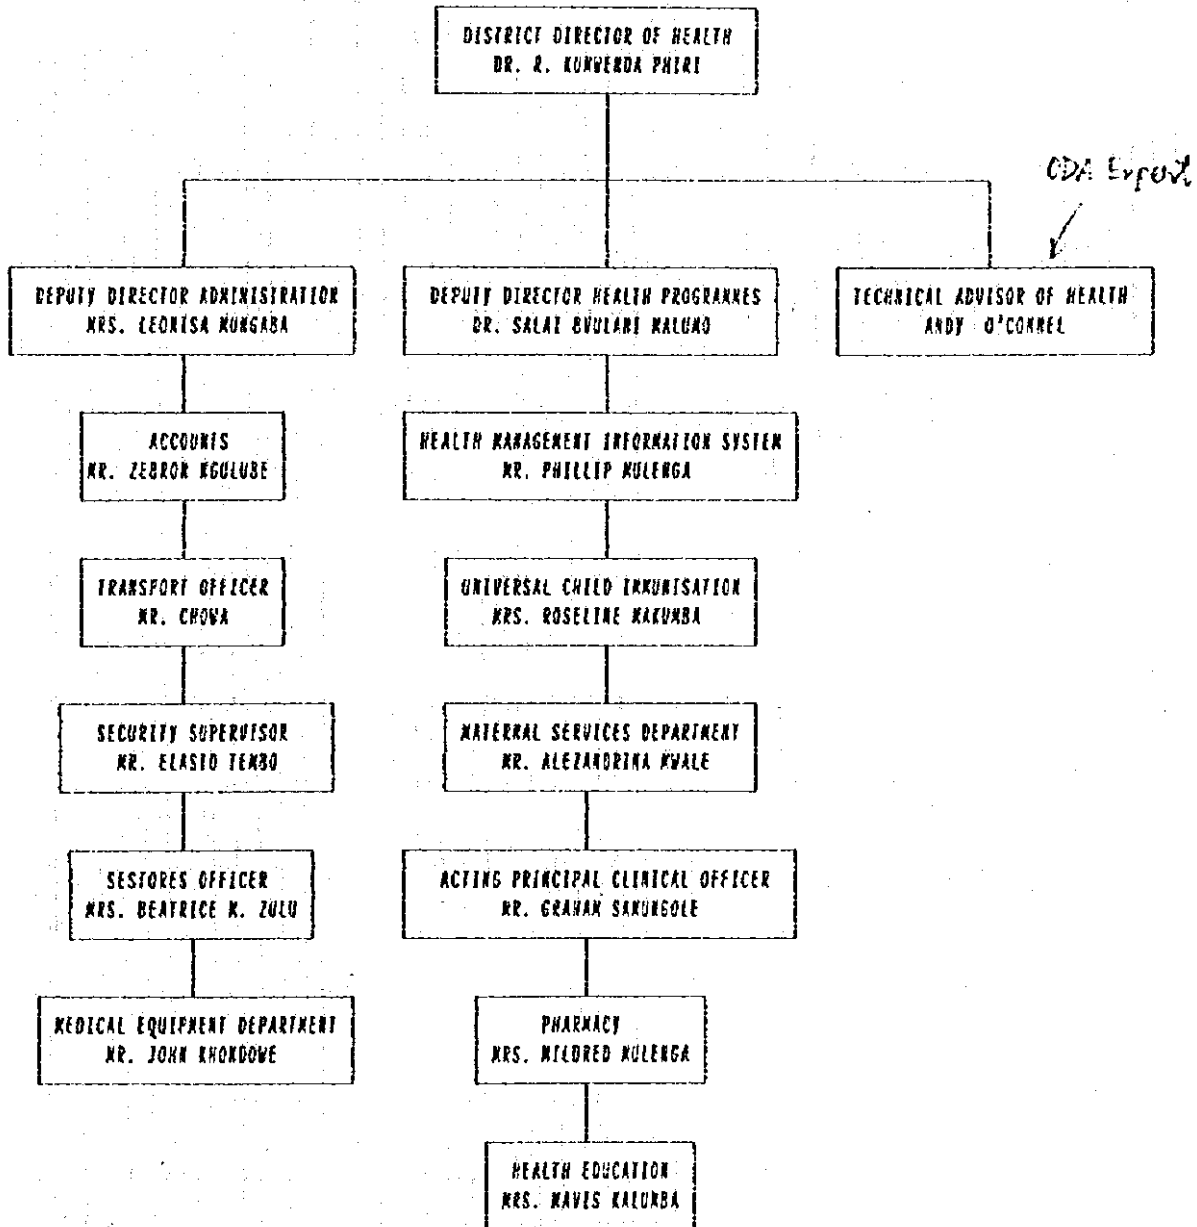 DISTRICT DIRECTOR OF HEALTH
DR. R. KUNWENDA PHIRI
ODA Expert
DEPUTY DIRECTOR ADMINISTRATION
MRS. LEONISA MUNGABA
DEPUTY DIRECTOR HEALTH PROGRAMMES
DR. SALAI BVULANI MALUMO
TECHNICAL ADVISOR OF HEALTH
ANDY O'CONNEL
ACCOUNTS
MR. ZEBRON NGULUBE
HEALTH MANAGEMENT INFORMATION SYSTEM
MR. PHILLIP MULENGA
TRANSPORT OFFICER
MR. CHOWA
UNIVERSAL CHILD IMMUNISATION
MRS. ROSELINE MAKUMBA
SECURITY SUPERVISOR
MR. ELASTO TEMBO
MATERNAL SERVICES DEPARTMENT
MR. ALEZANDRINA MWALE
SESTORES OFFICER
MRS. BEATRICE M. ZULU
ACTING PRINCIPAL CLINICAL OFFICER
MR. GRAHAM SAKUNGOLE
MEDICAL EQUIPMENT DEPARTMENT
MR. JOHN KHONDOWE
PHARMACY
MRS. MILDRED MULENGA
HEALTH EDUCATION
MRS. MAVIS KALUMBA